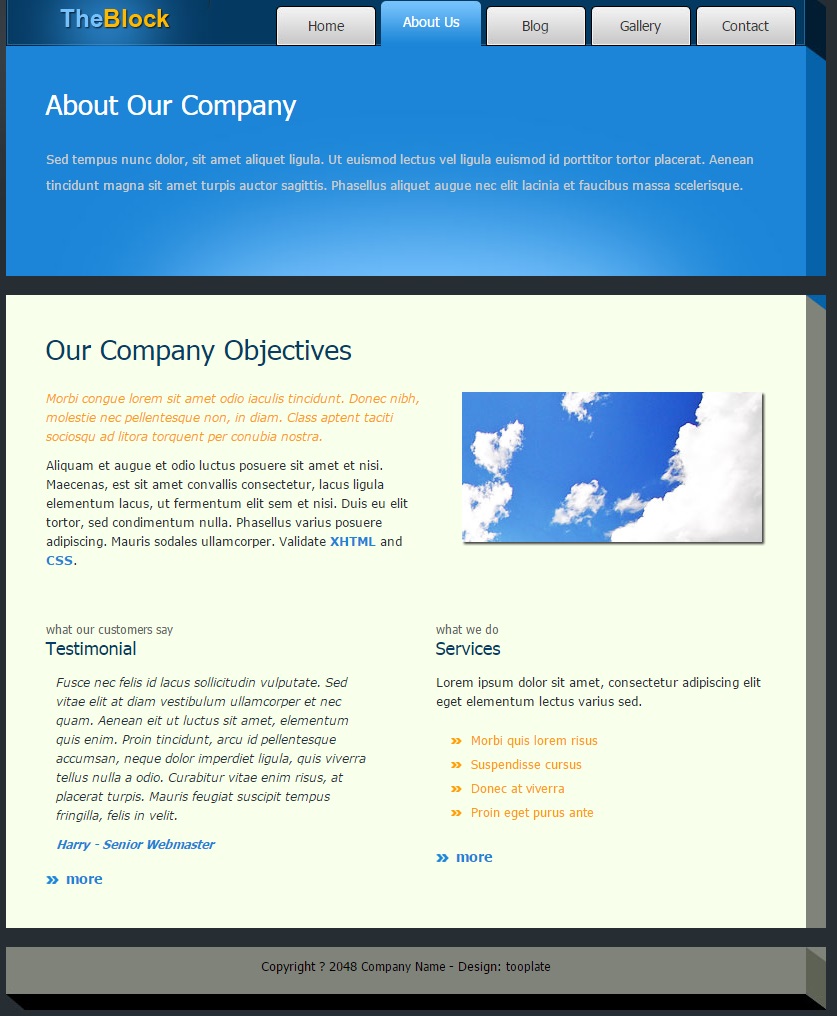 TheBlock
Home
About Us
Blog
Gallery
Contact
About Our Company
Sed tempus nunc dolor, sit amet aliquet ligula. Ut euismod lectus vel ligula euismod id porttitor tortor placerat. Aenean
tincidunt magna sit amet turpis auctor sagittis. Phasellus aliquet augue nec elit lacinia et faucibus massa scelerisque.
Our Company Objectives
Morbi congue lorem sit amet odio iaculis tincidunt. Donec nibh,
molestie nec pellentesque non, in diam. Class aptent taciti
sociosqu ad litora torquent per conubia nostra.
Aliquam et augue et odio luctus posuere sit amet et nisi.
Maecenas, est sit amet convallis consectetur, lacus ligula
elementum lacus, ut fermentum elit sem et nisi. Duis eu elit
tortor, sed condimentum nulla. Phasellus varius posuere
adipiscing. Mauris sodales ullamcorper. Validate XHTML and
CSS.
what our customers say
Testimonial
Fusce nec felis id lacus sollicitudin vulputate. Sed
vitae elit at diam vestibulum ullamcorper et nec
quam. Aenean eit ut luctus sit amet, elementum
quis enim. Proin tincidunt, arcu id pellentesque
accumsan, neque dolor imperdiet ligula, quis viverra
tellus nulla a odio. Curabitur vitae enim risus, at
placerat turpis. Mauris feugiat suscipit tempus
fringilla, felis in velit.
Harry - Senior Webmaster
more
what we do
Services
Lorem ipsum dolor sit amet, consectetur adipiscing elit
eget elementum lectus varius sed.
Morbi quis lorem risus
Suspendisse cursus
Donec at viverra
Proin eget purus ante
more
Copyright ? 2048 Company Name - Design: tooplate